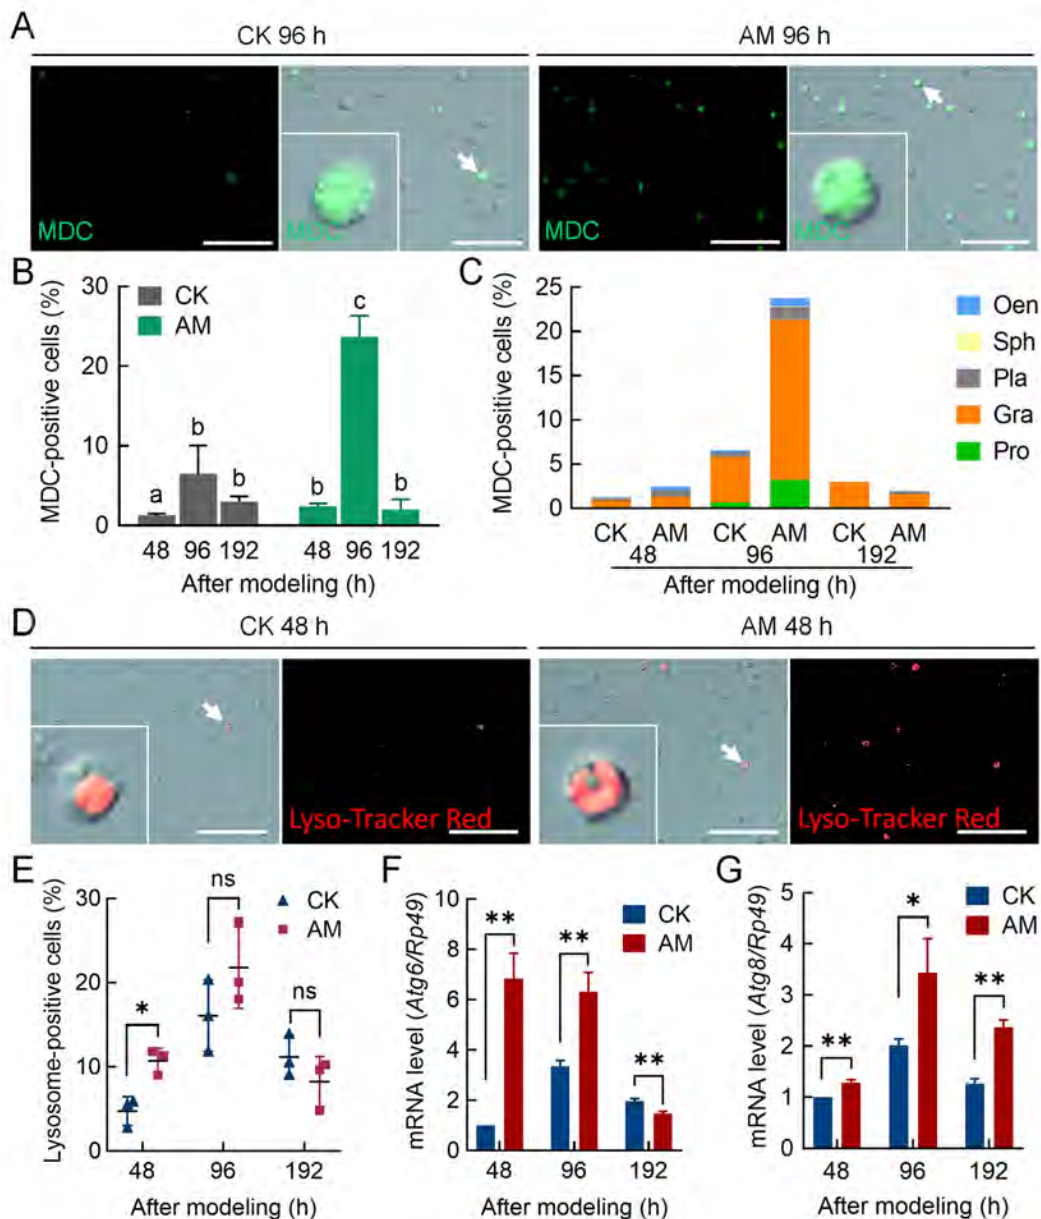 A
CK 96 h
AM 96 h
MDC
MDC
MDC
MDC
B
MDC-positive cells (%)
30
20
10
0
CK
AM
a
b
b
b
c
b
48 96 192 48 96 192
After modeling (h)
C
MDC-positive cells (%)
25
20
15
10
5
0
Oen
Sph
Pla
Gra
Pro
CK AM CK AM CK AM
48 96 192
After modeling (h)
D
CK 48 h
AM 48 h
Lyso-Tracker Red
Lyso-Tracker Red
E
Lysosome-positive cells (%)
30
20
10
0
CK
AM
*
ns
ns
48 96 192
After modeling (h)
F
mRNA level (Atg6/Rp49)
10
8
6
4
2
0
CK
AM
**
**
**
48 96 192
After modeling (h)
G
mRNA level (Atg8/Rp49)
5
4
3
2
1
0
CK
AM
**
*
**
48 96 192
After modeling (h)